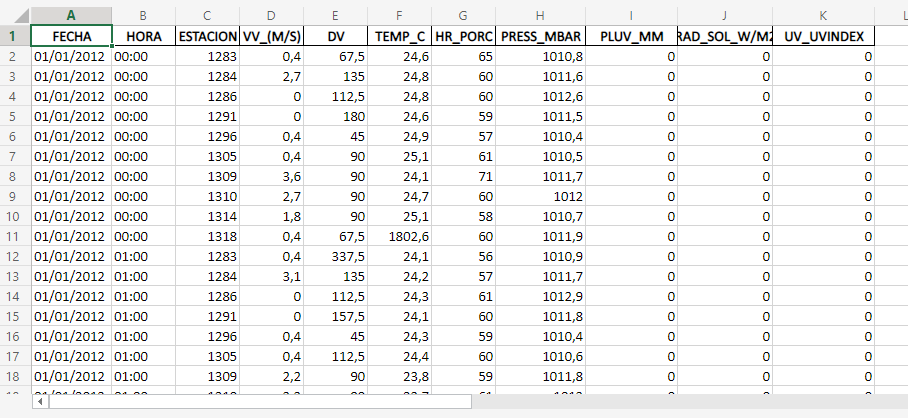 A B C D E F G H I J K
1 FECHA HORA ESTACION VV_(M/S) DV TEMP_C HR_PORC PRESS_MBAR PLUV_MM RAD_SOL_W/M2 UV_UVINDEX
2 01/01/2012 00:00 1283 0,4 67,5 24,6 65 1010,8 0 0 0
3 01/01/2012 00:00 1284 2,7 135 24,8 60 1011,6 0 0 0
4 01/01/2012 00:00 1286 0 112,5 24,8 60 1012,6 0 0 0
5 01/01/2012 00:00 1291 0 180 24,6 59 1011,5 0 0 0
6 01/01/2012 00:00 1296 0,4 45 24,9 57 1010,4 0 0 0
7 01/01/2012 00:00 1305 0,4 90 25,1 61 1010,5 0 0 0
8 01/01/2012 00:00 1309 3,6 90 24,1 71 1011,7 0 0 0
9 01/01/2012 00:00 1310 2,7 90 24,7 60 1012 0 0 0
10 01/01/2012 00:00 1314 1,8 90 25,1 58 1010,7 0 0 0
11 01/01/2012 00:00 1318 0,4 67,5 1802,6 60 1011,9 0 0 0
12 01/01/2012 01:00 1283 0,4 337,5 24,1 56 1010,9 0 0 0
13 01/01/2012 01:00 1284 3,1 135 24,2 57 1011,7 0 0 0
14 01/01/2012 01:00 1286 0 112,5 24,3 61 1012,9 0 0 0
15 01/01/2012 01:00 1291 0 157,5 24,1 60 1011,8 0 0 0
16 01/01/2012 01:00 1296 0,4 45 24,3 59 1010,4 0 0 0
17 01/01/2012 01:00 1305 0,4 112,5 24,4 60 1010,6 0 0 0
18 01/01/2012 01:00 1309 2,2 90 23,8 59 1011,8 0 0 0